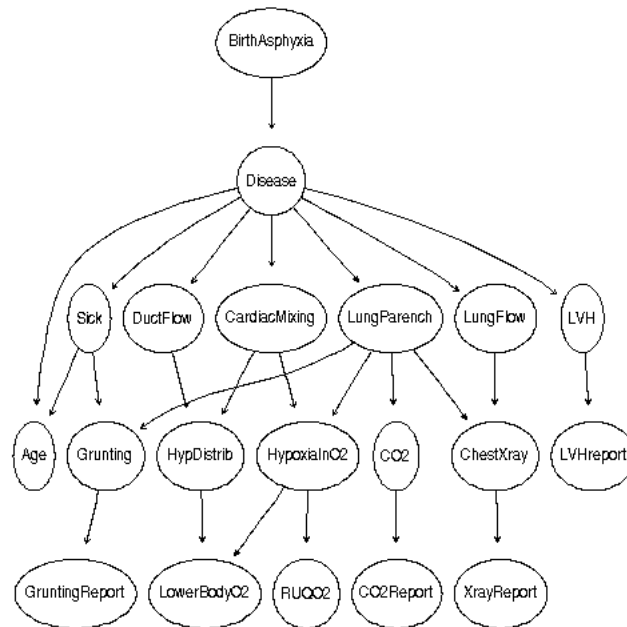 BirthAsphyxia
Disease
Sick
DuctFlow
CardiacMixing
LungParench
LungFlow
LVH
Age
Grunting
HypDistrib
HypoxiaInO2
CO2
ChestXray
LVHreport
GruntingReport
LowerBodyO2
RUQO2
CO2Report
XrayReport